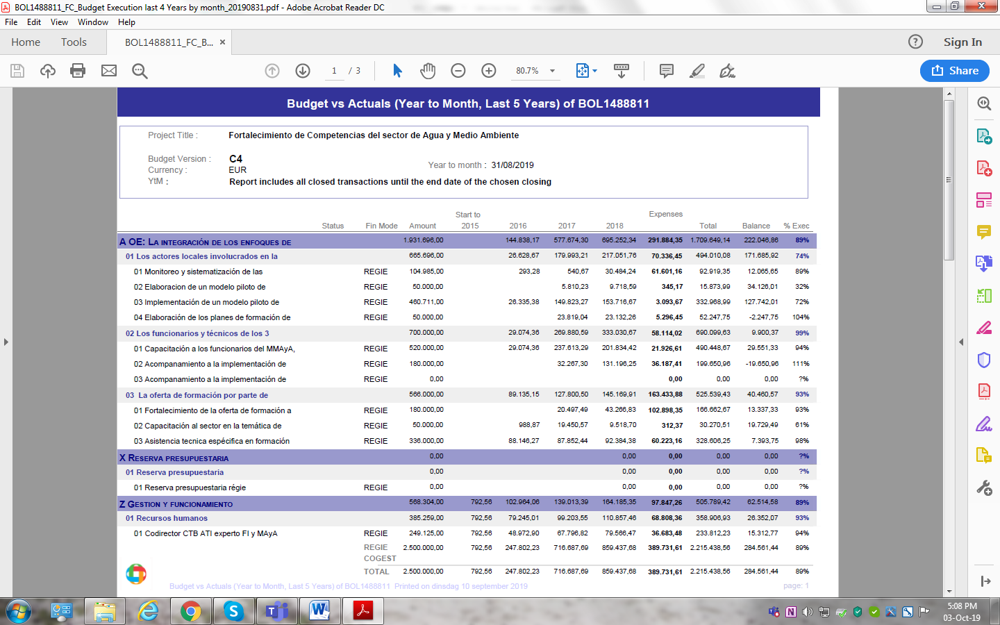 BOL1488811_FC_Budget Execution last 4 Years by month_20190831.pdf - Adobe Acrobat Reader DC
File Edit View Window Help
Home Tools BOL1488811_FC_B... × ? Sign In
1 / 3 80.7% Share
Budget vs Actuals (Year to Month, Last 5 Years) of BOL1488811
Project Title : Fortalecimiento de Competencias del sector de Agua y Medio Ambiente
Budget Version : C4
Currency : EUR Year to month : 31/08/2019
YtM : Report includes all closed transactions until the end date of the chosen closing
Start to Expenses
Status Fin Mode Amount 2015 2016 2017 2018 Total Balance % Exec
A OE: LA INTEGRACIÓN DE LOS ENFOQUES DE 1.931.696,00 144.838,17 577.674,30 695.252,34 291.884,35 1.709.649,14 222.046,86 89%
01 Los actores locales involucrados en la 665.696,00 26.628,67 179.993,21 217.051,76 70.336,45 494.010,08 171.685,92 74%
01 Monitoreo y sistematización de las REGIE 104.985,00 293,28 540,67 30.484,24 61.601,16 92.919,35 12.065,65 89%
02 Elaboracion de un modelo piloto de REGIE 50.000,00 5.810,23 9.718,59 345,17 15.873,99 34.126,01 32%
03 Implementación de un modelo piloto de REGIE 460.711,00 26.335,38 149.823,27 153.716,67 3.093,67 332.968,99 127.742,01 72%
04 Elaboración de los planes de formación de REGIE 50.000,00 23.819,04 23.132,26 5.296,45 52.247,75 -2.247,75 104%
02 Los funcionarios y técnicos de los 3 700.000,00 29.074,36 269.880,59 333.030,67 58.114,02 690.099,63 9.900,37 99%
01 Capacitación a los funcionarios del MMAyA, REGIE 520.000,00 29.074,36 237.613,29 201.834,42 21.926,61 490.448,67 29.551,33 94%
02 Acompanamiento a la implementación de REGIE 180.000,00 32.267,30 131.196,25 36.187,41 199.650,96 -19.650,96 111%
03 Acompanamiento a la implementación de REGIE 0,00 0,00 0,00 0,00 ?%
03 La oferta de formación por parte de 566.000,00 89.135,15 127.800,50 145.169,91 163.433,88 525.539,43 40.460,57 93%
01 Fortalecimiento de la oferta de formación a REGIE 180.000,00 20.497,49 43.266,83 102.898,35 166.662,67 13.337,33 93%
02 Capacitación al sector en la temática de REGIE 50.000,00 988,87 19.450,57 9.518,70 312,37 30.270,51 19.729,49 61%
03 Asistencia tecnica espécifica en formación REGIE 336.000,00 88.146,27 87.852,44 92.384,38 60.223,16 328.606,25 7.393,75 98%
X RESERVA PRESUPUESTARIA 0,00 0,00 0,00 0,00 0,00 ?%
01 Reserva presupuestaria 0,00 0,00 0,00 0,00 0,00 ?%
01 Reserva presupuestaria régie REGIE 0,00 0,00 0,00 0,00 0,00 ?%
Z GESTION Y FUNCIONAMIENTO 568.304,00 792,56 102.964,06 139.013,39 164.185,35 97.847,26 505.789,42 62.514,58 89%
01 Recursos humanos 385.259,00 792,56 79.245,01 99.203,55 110.857,46 68.808,36 358.906,93 26.352,07 93%
01 Codirector CTB ATI experto FI y MAyA REGIE 249.125,00 792,56 48.972,90 67.796,82 79.566,47 36.683,48 233.812,23 15.312,77 94%
REGIE 2.500.000,00 792,56 247.802,23 716.687,69 859.437,68 389.731,61 2.215.438,56 284.561,44 89%
COGEST
TOTAL 2.500.000,00 792,56 247.802,23 716.687,69 859.437,68 389.731,61 2.215.438,56 284.561,44 89%
Budget vs Actuals (Year to Month, Last 5 Years) of BOL1488811 Printed on dinsdag 10 september 2019 page: 1
5:08 PM
03-Oct-19